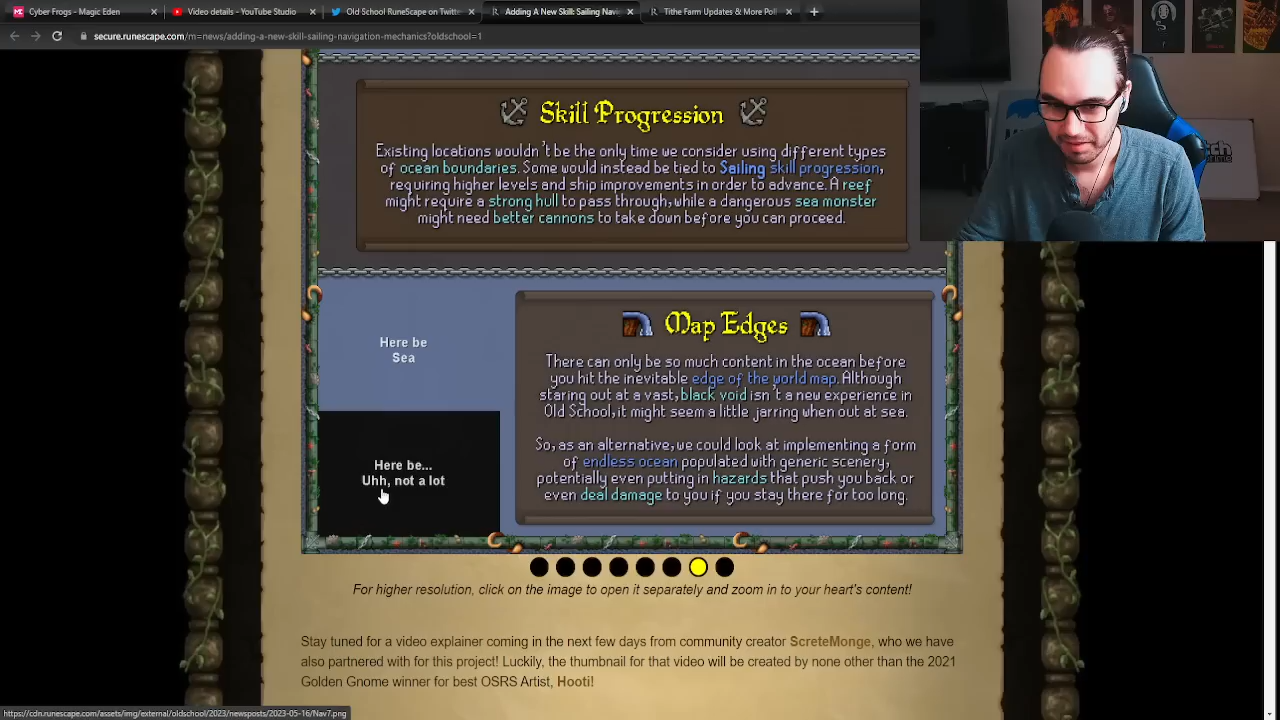 Cyber Frogs - Magic Eden
Video details - YouTube Studio
Old School RuneScape on Twitt
Adding A New Skill: Sailing Navi
Tithe Farm Updates & More Poll
secure.runescape.com/m=news/adding-a-new-skill-sailing-navigation-mechanics?oldschool=1
Skill Progression
Existing locations wouldn't be the only time we consider using different types
of ocean boundaries. Some would instead be tied to Sailing skill progression,
requiring higher levels and ship improvements in order to advance. A reef
might require a strong hull to pass through, while a dangerous sea monster
might need better cannons to take down before you can proceed.
Here be
Sea
Here be...
Uhh, not a lot
Map Edges
There can only be so much content in the ocean before
you hit the inevitable edge of the world map. Although
staring out at a vast, black void isn't a new experience in
Old School, it might seem a little jarring when out at sea.
So, as an alternative, we could look at implementing a form
of endless ocean populated with generic scenery,
potentially even putting in hazards that push you back or
even deal damage to you if you stay there for too long.
For higher resolution, click on the image to open it separately and zoom in to your heart's content!
Stay tuned for a video explainer coming in the next few days from community creator ScreteMonge, who we have
also partnered with for this project! Luckily, the thumbnail for that video will be created by none other than the 2021
Golden Gnome winner for best OSRS Artist, Hooti!
https://cdn.runescape.com/assets/img/external/oldschool/2023/newsposts/2023-05-16/Nav7.png